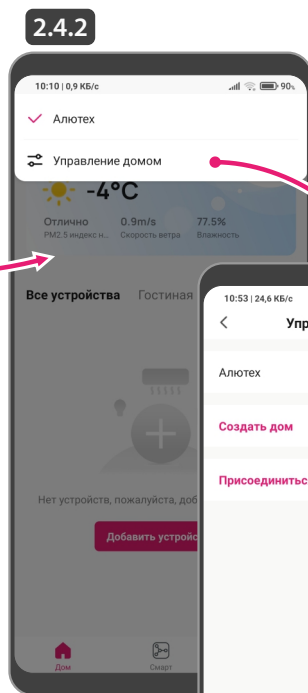 2.4.2
10:10 | 0,9 КБ/с 90%
Алютех
Управление домом
-4°C
Отлично 0.9m/s 77.5%
PM2.5 индекс н... Скорость ветра Влажность
Все устройства Гостиная
Нет устройств, пожалуйста, доб
Добавить устройс
Дом Смарт
10:53 | 24,6 КБ/с
Упр
Алютех
Создать дом
Присоединитьс